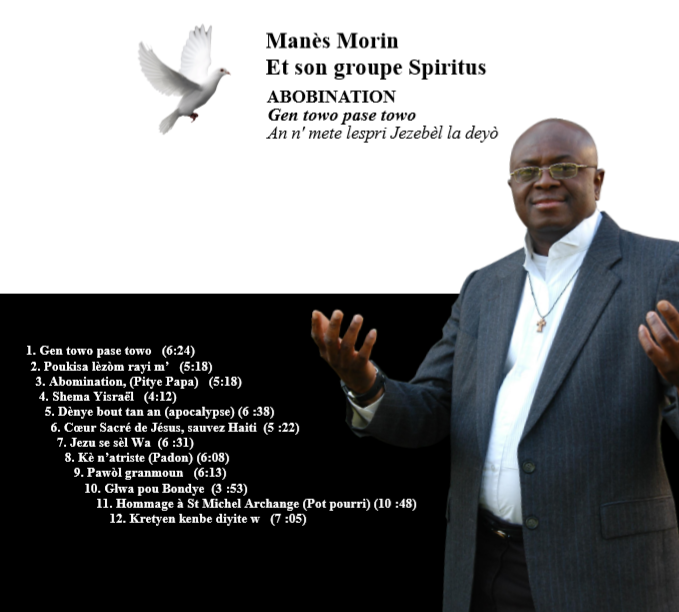 Manès Morin
Et son groupe Spiritus
ABOBINATION
Gen towo pase towo
An n' mete lespri Jezebèl la deyò
1. Gen towo pase towo (6:24)
2. Poukisa lèzòm rayi m' (5:18)
3. Abomination, (Pitye Papa) (5:18)
4. Shema Yisraël (4:12)
5. Dènye bout tan an (apocalypse) (6 :38)
6. Cœur Sacré de Jésus, sauvez Haiti (5 :22)
7. Jezu se sèl Wa (6 :31)
8. Kè n'atriste (Padon) (6:08)
9. Pawòl granmoun (6:13)
10. Glwa pou Bondye (3 :53)
11. Hommage à St Michel Archange (Pot pourri) (10 :48)
12. Kretyen kenbe diyite w (7 :05)